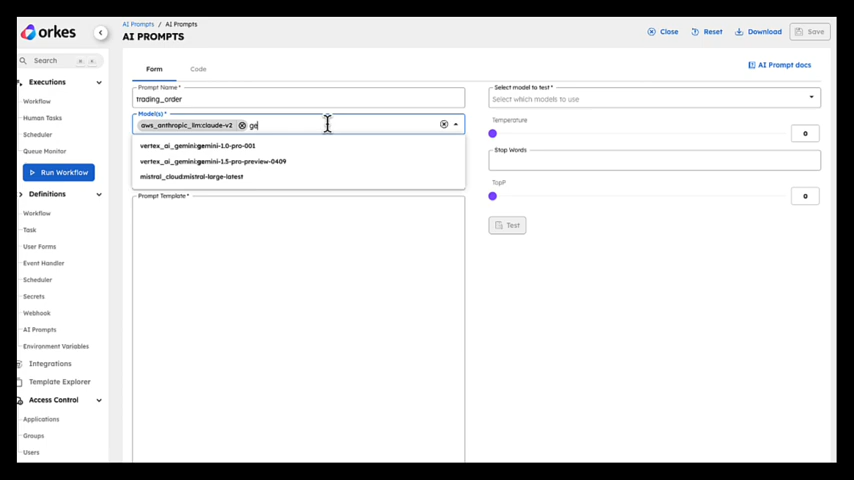 orkes
AI Prompts / AI Prompts
AI PROMPTS
Close
Reset
Download
Save
Search
Executions
Workflow
Human Tasks
Scheduler
Queue Monitor
Run Workflow
Definitions
Workflow
Task
User Forms
Event Handler
Scheduler
Secrets
Webhook
AI Prompts
Environment Variables
Integrations
Template Explorer
Access Control
Applications
Groups
Users
Form
Code
AI Prompt docs
Prompt Name *
trading_order
Model(s) *
aws_anthropic_llm:claude-v2 ge
vertex_ai_gemini:gemini-1.0-pro-001
vertex_ai_gemini:gemini-1.5-pro-preview-0409
mistral_cloud:mistral-large-latest
Prompt Template *
Select model to test *
Select which models to use
Temperature
0
Stop Words
TopP
0
Test